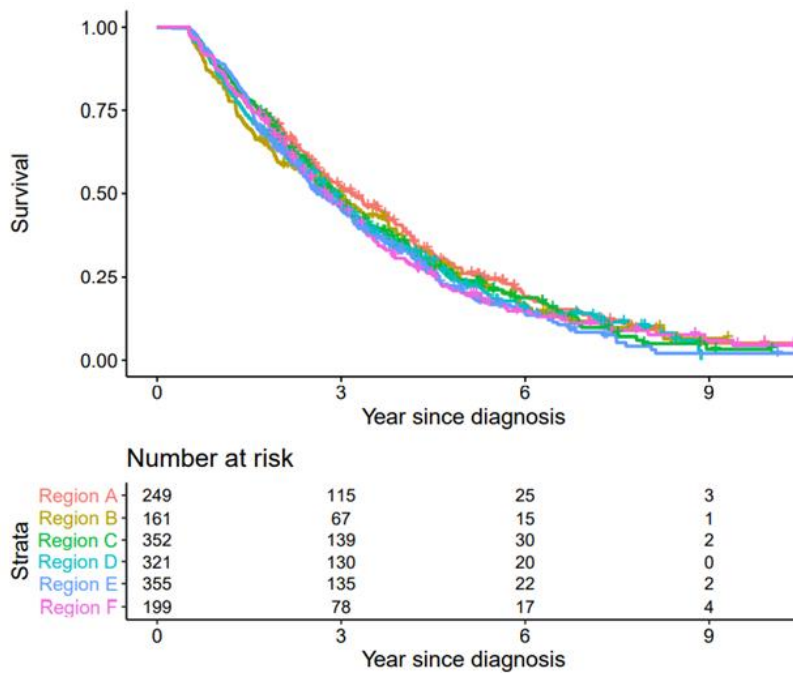 1.00
0.75
0.50
0.25
0.00
Survival
0 3 6 9
Year since diagnosis
Number at risk
Strata
Region A 249 115 25 3
Region B 161 67 15 1
Region C 352 139 30 2
Region D 321 130 20 0
Region E 355 135 22 2
Region F 199 78 17 4
0 3 6 9
Year since diagnosis